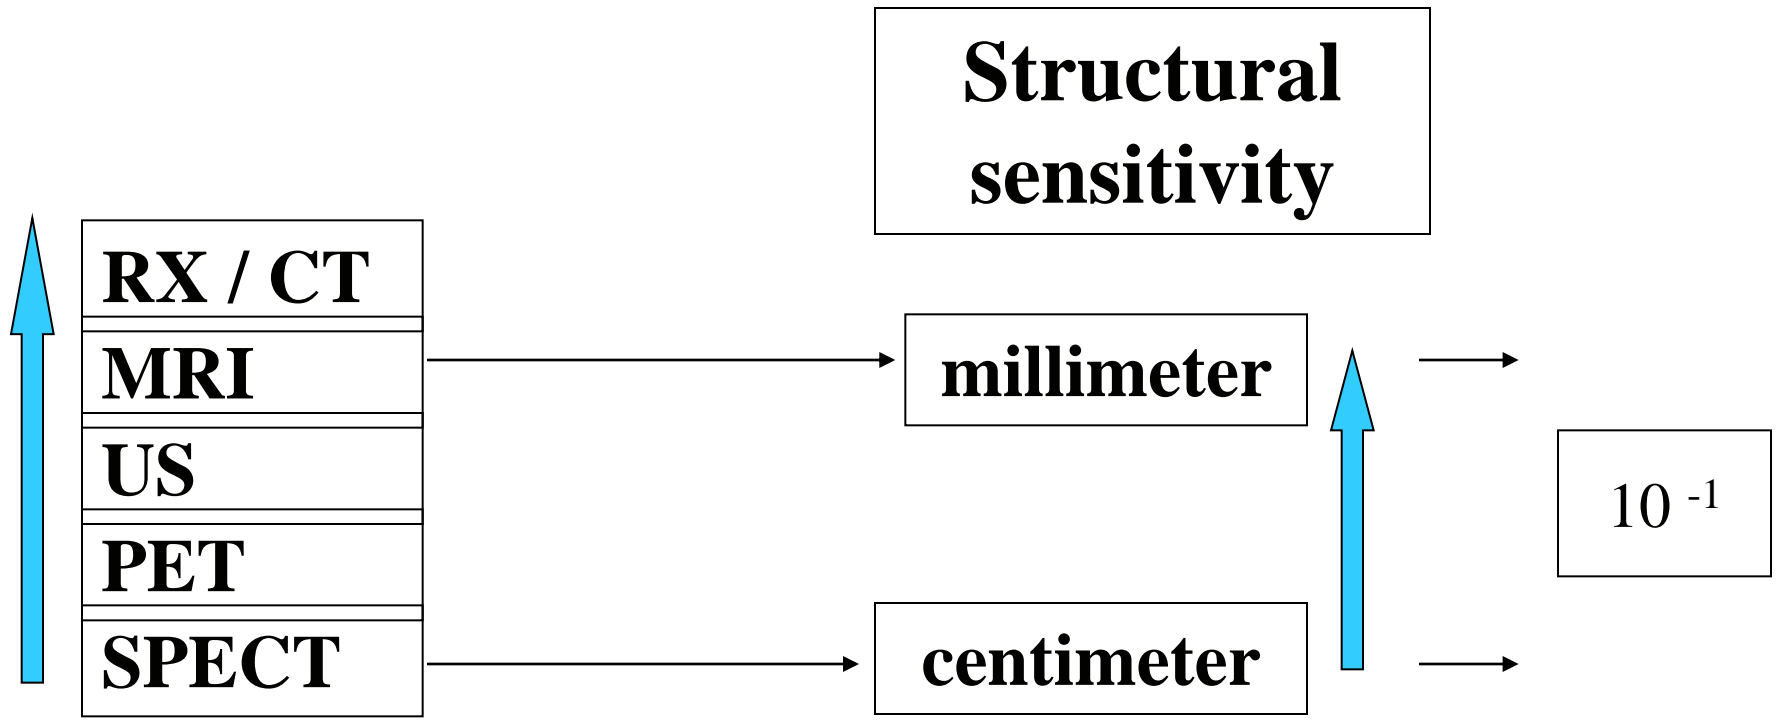 Structural
sensitivity
RX / CT
MRI
US
PET
SPECT
millimeter
centimeter
10 -1